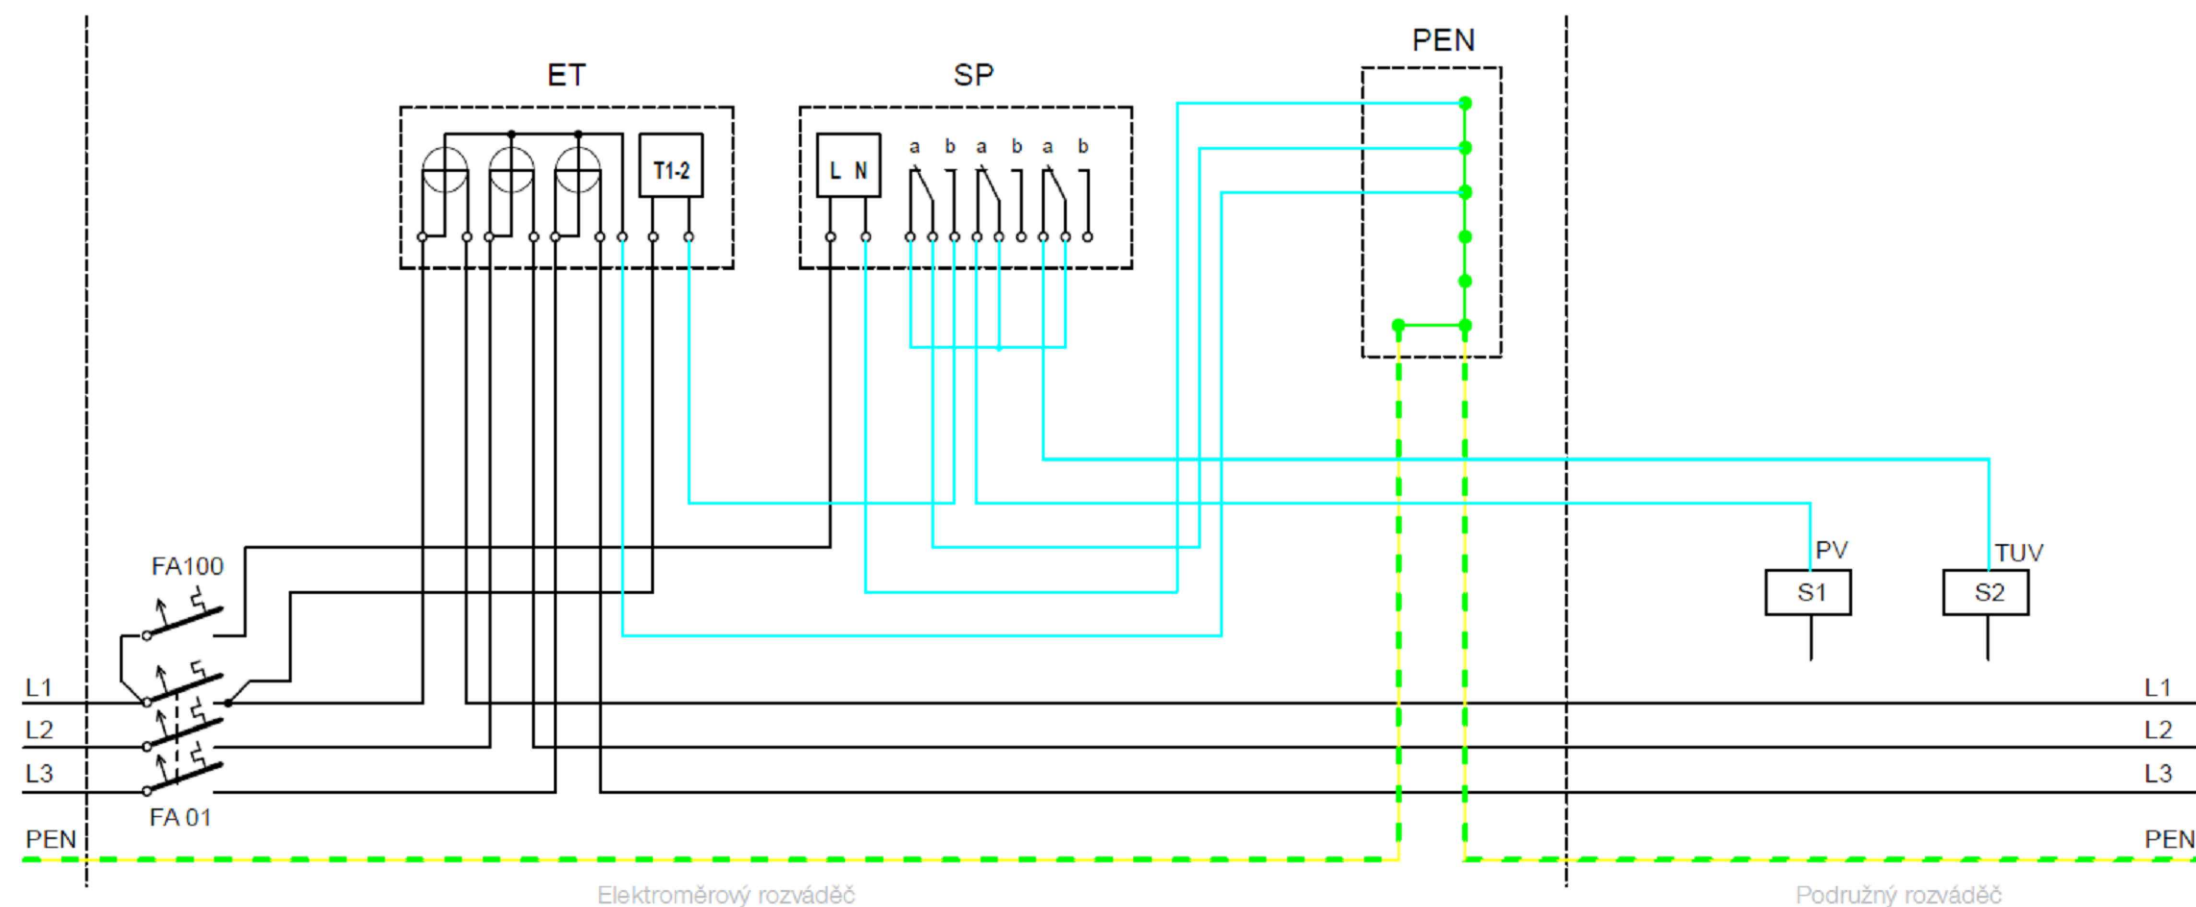 PEN
ET
SP
a b a b a b
T1-2
L N
PV
TUV
FA100
S1
S2
L1
L1
L2
L2
L3
L3
FA 01
PEN
PEN
Elektroměrový rozváděč
Podružný rozváděč